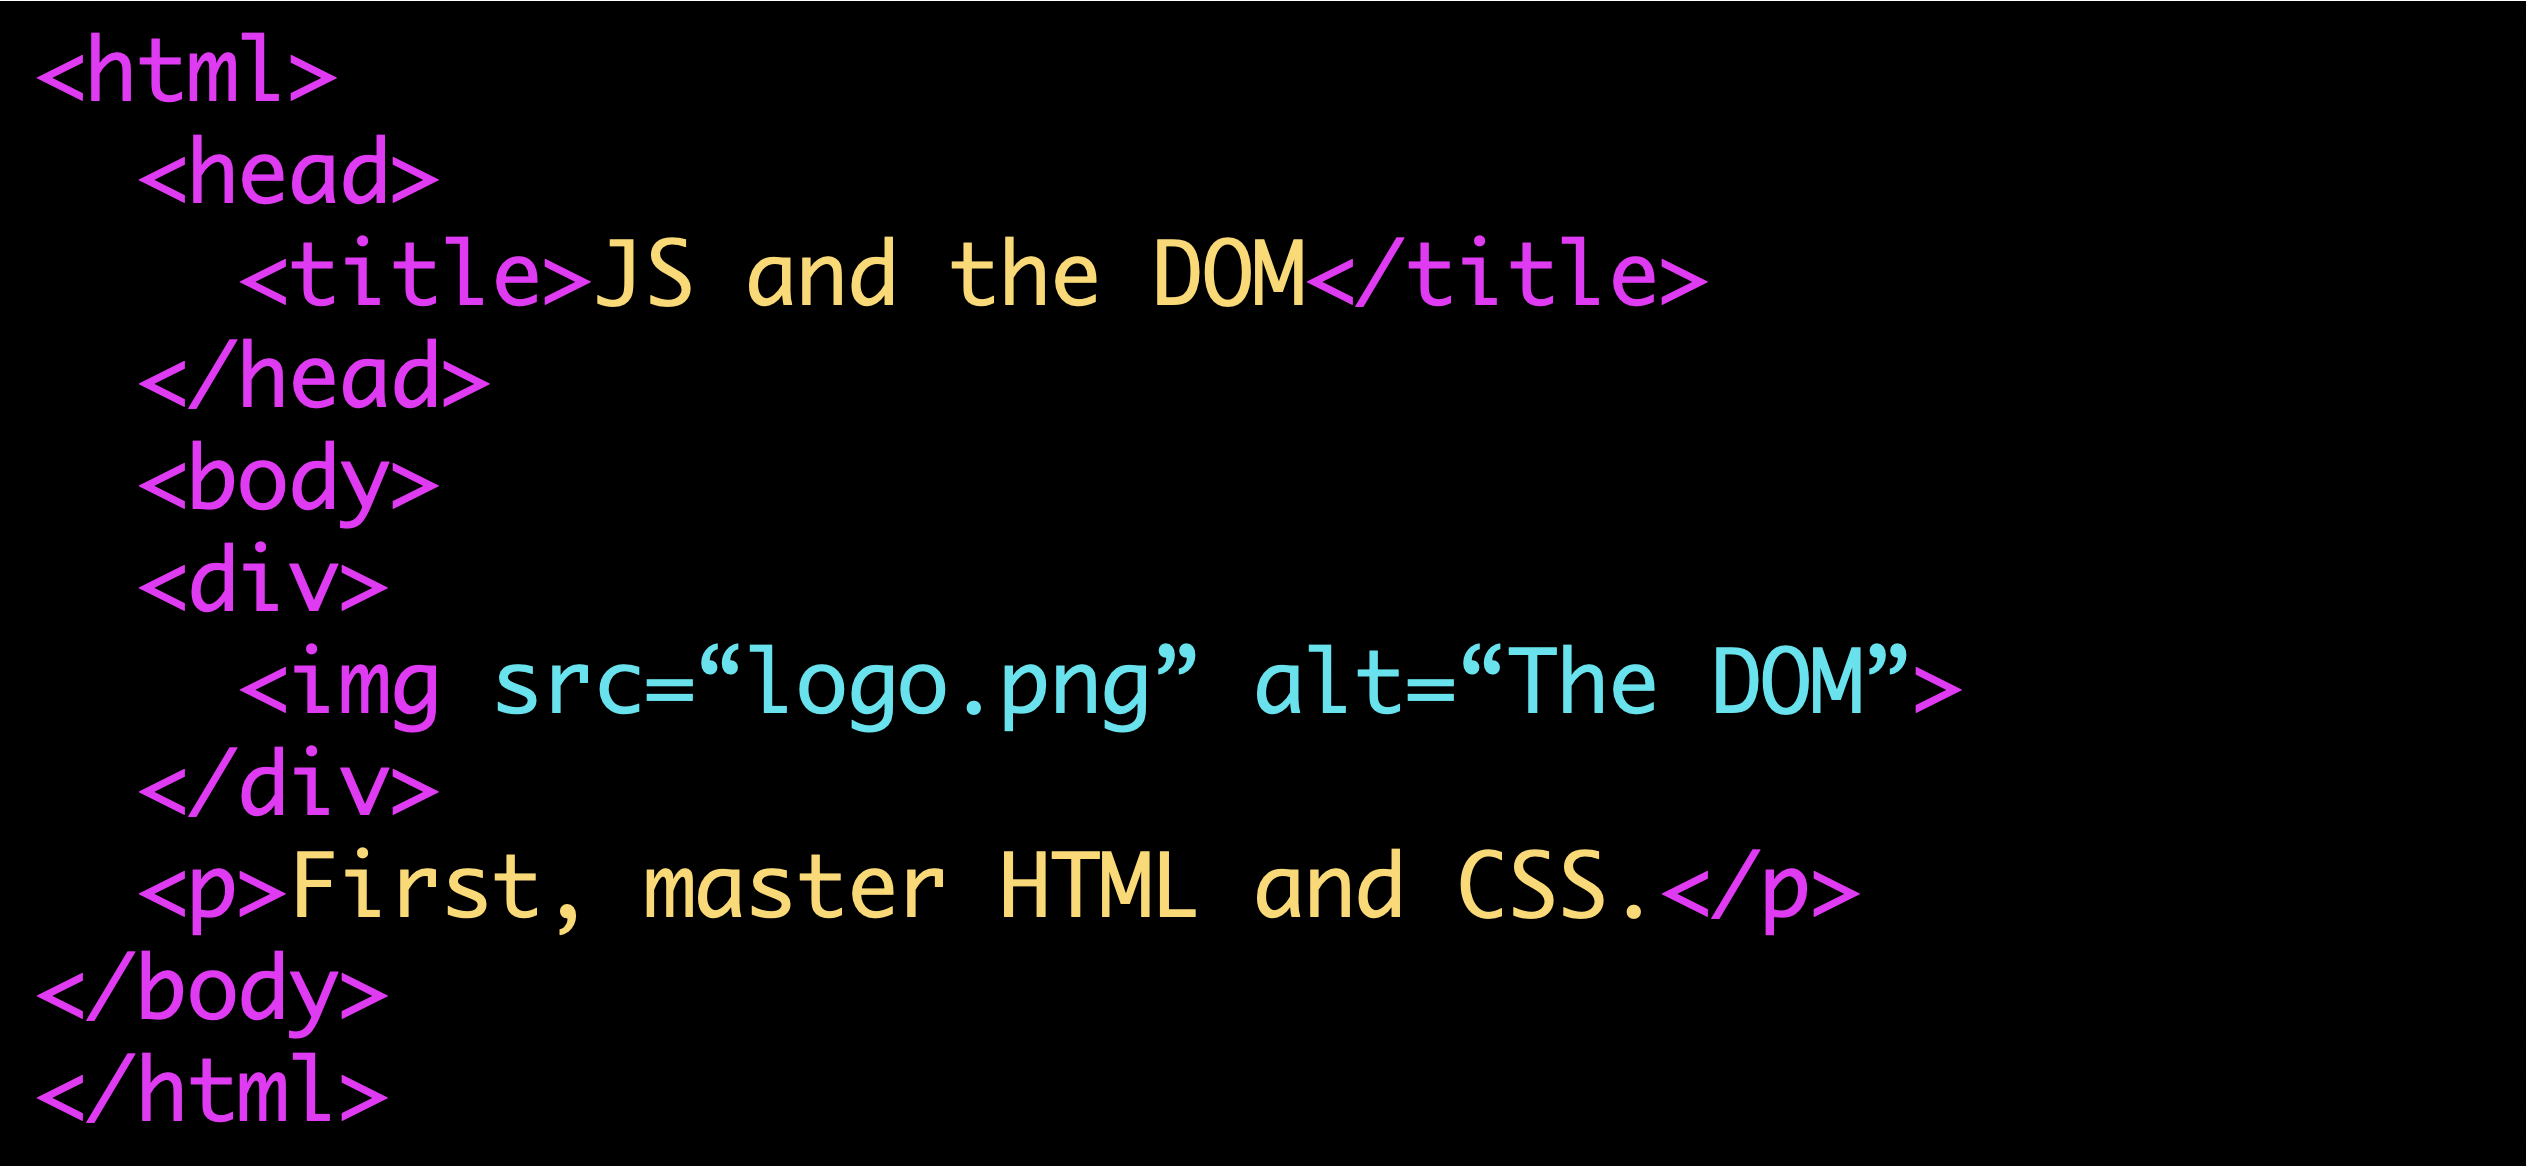 <html>
<head>
<title>JS and the DOM</title>
</head>
<body>
<div>
<img src=“logo.png” alt=“The DOM”>
</div>
<p>First, master HTML and CSS.</p>
</body>
</html>